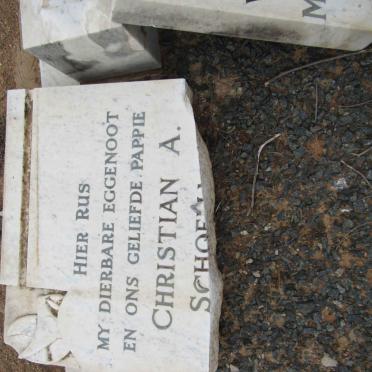 HIER RUS
MY DIERBARE EGGENOOT
EN ONS GELIEFDE PAPPIE
CHRISTIAN A.